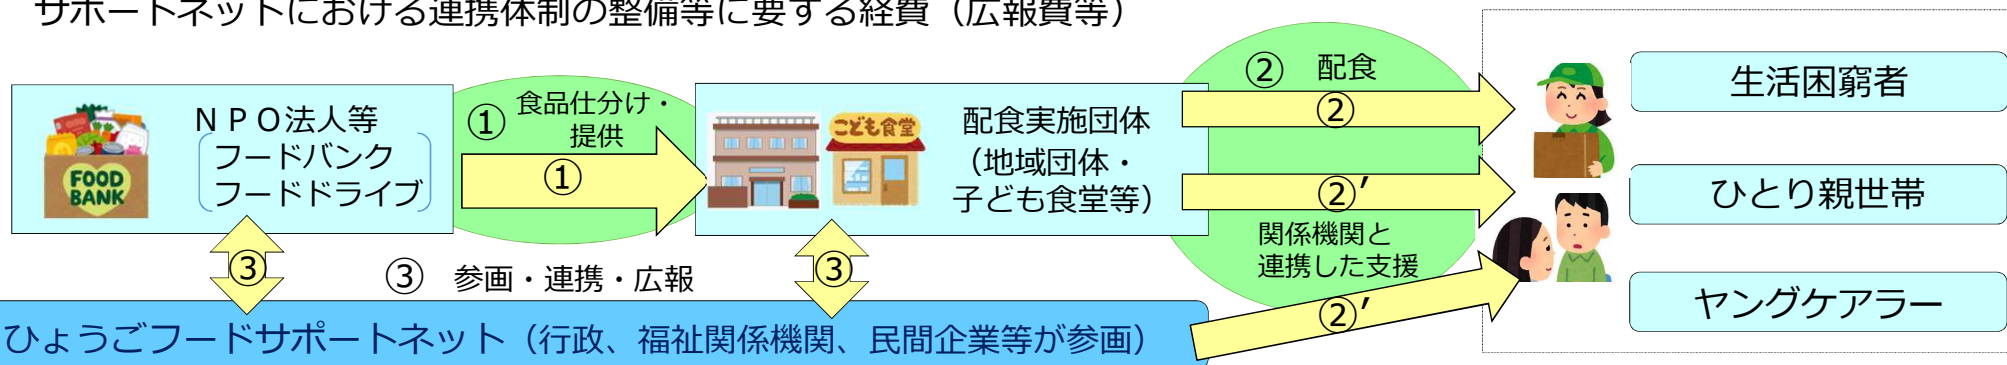 サポートネットにおける連携体制の整備等に要する経費（広報費等）
ＮＰＯ法人等
フードバンク
フードドライブ
FOOD
BANK
①
食品仕分け・
提供
①
こども食堂
配食実施団体
（地域団体・
子ども食堂等）
② 配食
②
②′
関係機関と
連携した支援
②′
生活困窮者
ひとり親世帯
ヤングケアラー
③
③ 参画・連携・広報
③
ひょうごフードサポートネット（行政、福祉関係機関、民間企業等が参画）